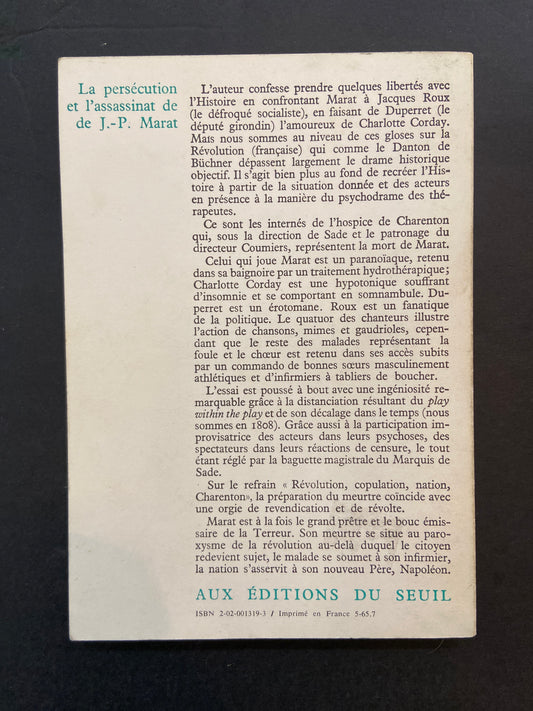 La persécution
et l'assassinat de
de J.-P. Marat
L'auteur confesse prendre quelques libertés avec
l'Histoire en confrontant Marat à Jacques Roux
(le défroqué socialiste), en faisant de Duperret (le
député girondin) l'amoureux de Charlotte Corday.
Mais nous sommes au niveau de ces gloses sur la
Révolution (française) qui comme le Danton de
Büchner dépassent largement le drame historique
objectif. Il s'agit bien plus au fond de recréer l'His-
toire à partir de la situation donnée et des acteurs
en présence à la manière du psychodrame des thé-
rapeutes.
Ce sont les internés de l'hospice de Charenton
qui, sous la direction de Sade et le patronage du
directeur Coumiers, représentent la mort de Marat.
Celui qui joue Marat est un paranoïaque, retenu
dans sa baignoire par un traitement hydrothérapique;
Charlotte Corday est une hypotonique souffrant
d'insomnie et se comportant en somnambule. Du-
perret est un érotomane. Roux est un fanatique
de la politique. Le quatuor des chanteurs illustre
l'action de chansons, mimes et gaudrioles, cepen-
dant que le reste des malades représentant la
foule et le chœur est retenu dans ses accès subits
par un commando de bonnes sœurs masculinement
athlétiques et d'infirmiers à tabliers de boucher.
L'essai est poussé à bout avec une ingéniosité re-
marquable grâce à la distanciation résultant du play
within the play et de son décalage dans le temps (nous
sommes en 1808). Grâce aussi à la participation im-
provisatrice des acteurs dans leurs psychoses, des
spectateurs dans leurs réactions de censure, le tout
étant réglé par la baguette magistrale du Marquis de
Sade.
Sur le refrain « Révolution, copulation, nation,
Charenton», la préparation du meurtre coïncide avec
une orgie de revendication et de révolte.
Marat est à la fois le grand prêtre et le bouc émis-
saire de la Terreur. Son meurtre se situe au paro-
xysme de la révolution au-delà duquel le citoyen
redevient sujet, le malade se soumet à son infirmier,
la nation s'asservit à son nouveau Père, Napoléon.
AUX ÉDITIONS DU SEUIL
ISBN 2-02-001319-3 / Imprimé en France 5-65.7